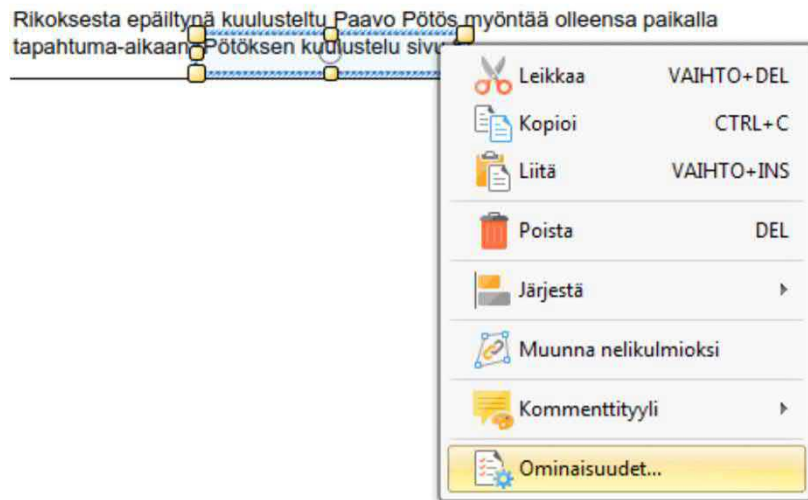 Rikoksesta epäiltynä kuulusteltu Paavo Pötös myöntää olleensa paikalla
tapahtuma-aikaan Pötöksen kuulustelu sivu
Leikkaa VAIHTO+DEL
Kopioi CTRL+C
Liitä VAIHTO+INS
Poista DEL
Järjestä
Muunna nelikulmioksi
Kommenttityyli
Ominaisuudet...